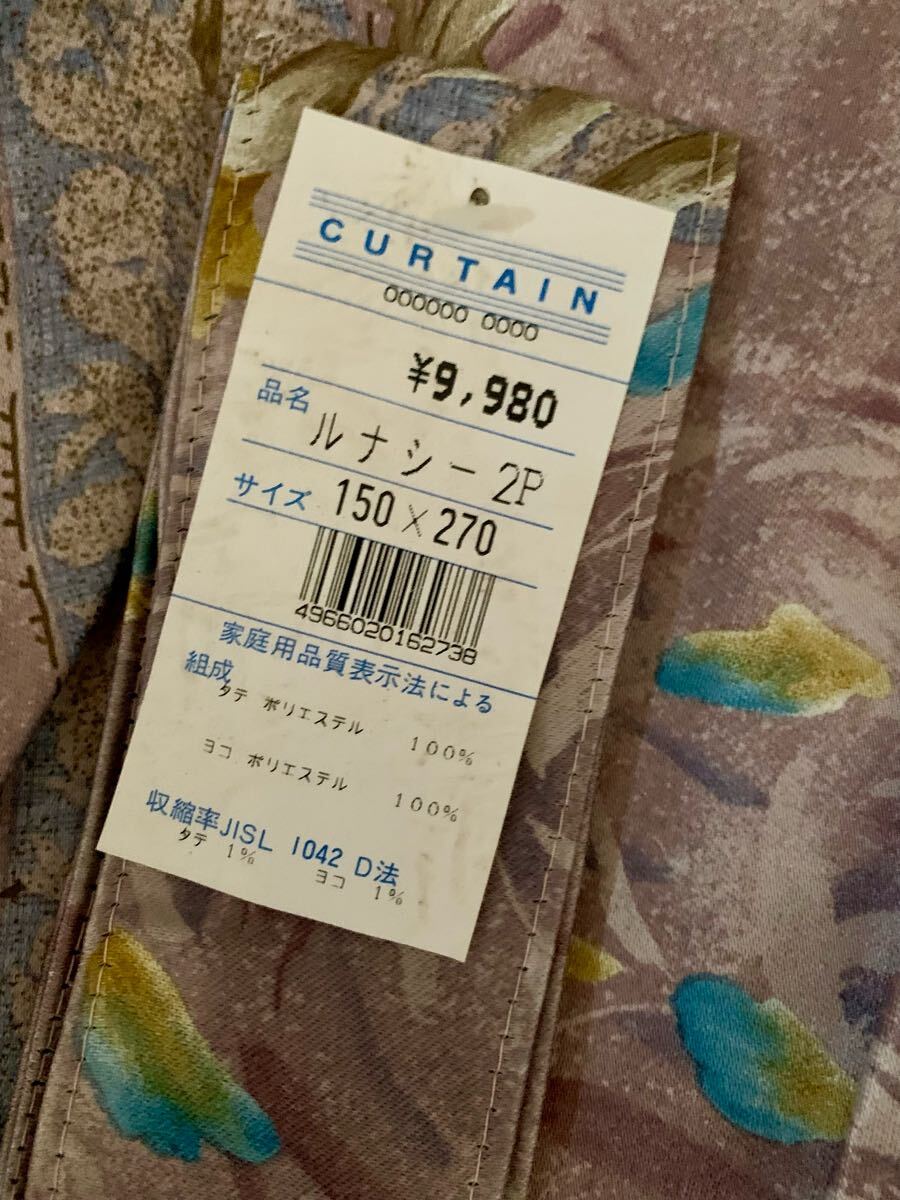 CURTAIN
000000 0000
¥9,980
品名
ルナシー 2P
サイズ 150×270
4966020162738
家庭用品質表示法による
組成
タテ ポリエステル 100%
ヨコ ポリエステル 100%
収縮率JISL 1042 D法
タテ 1% ヨコ 1%